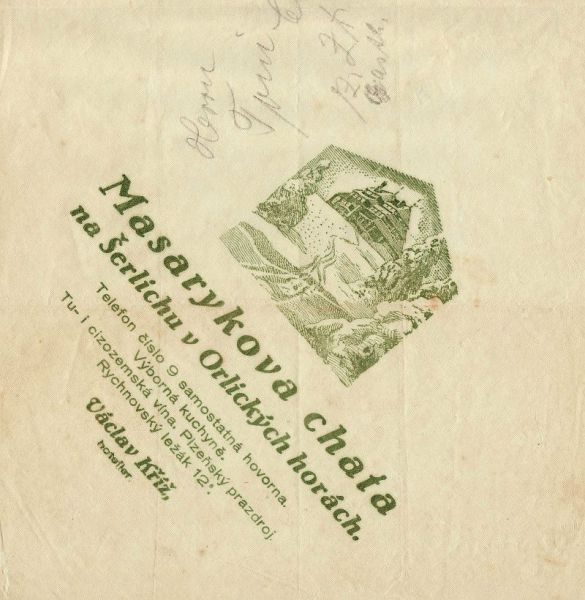 Masarykova chata
na Šerlichu v Orlických horách.
Telefon číslo 9 samostatná hovorna.
Výborná kuchyně.
Tu- i cizozemská vína. Plzeňský prazdroj.
Rychnovský ležák 12°.
Václav Kříž,
hotelier.
Herrn